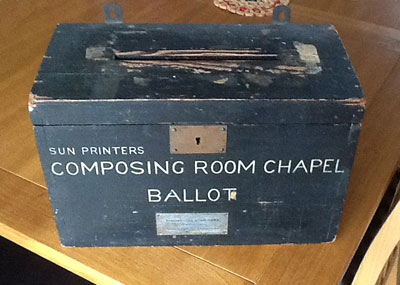 SUN PRINTERS
COMPOSING ROOM CHAPEL
BALLOT